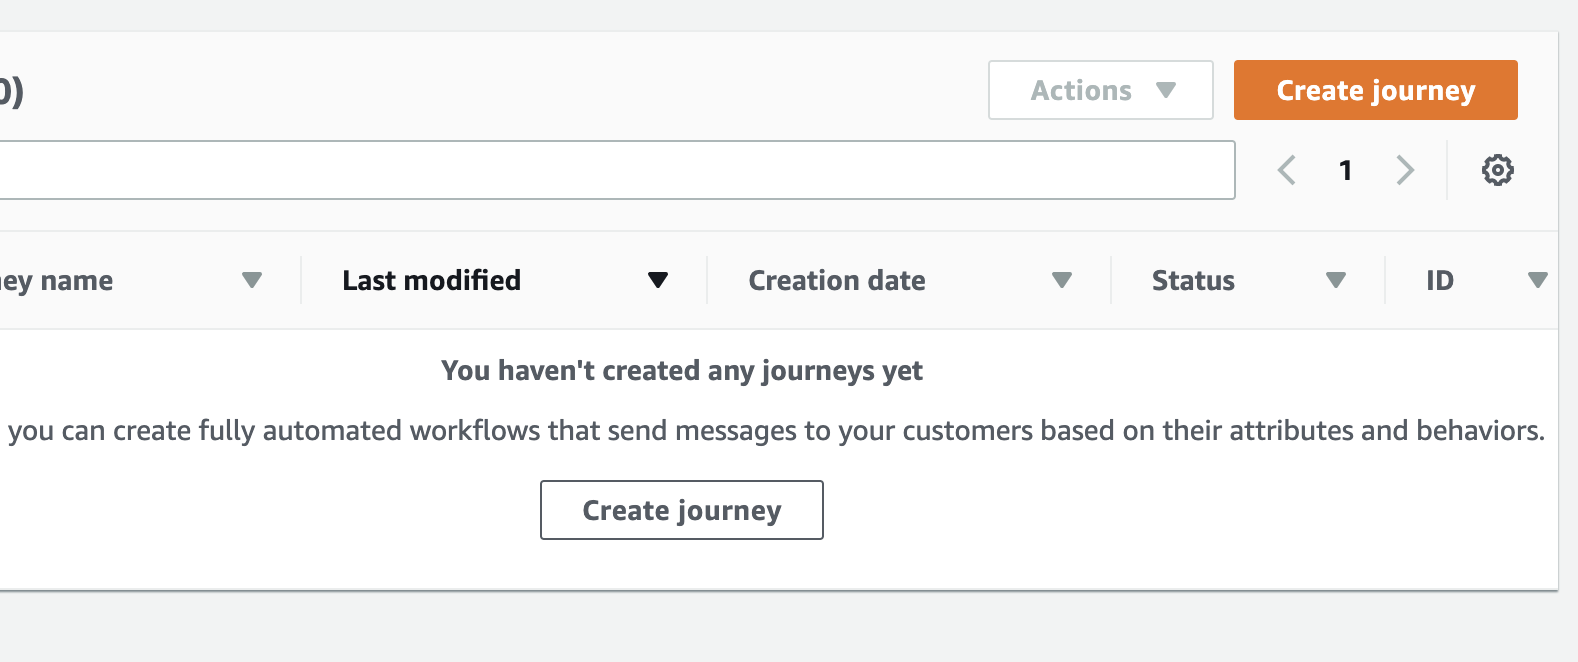 0)
Actions
Create journey
1
ey name
Last modified
Creation date
Status
ID
You haven't created any journeys yet
you can create fully automated workflows that send messages to your customers based on their attributes and behaviors.
Create journey